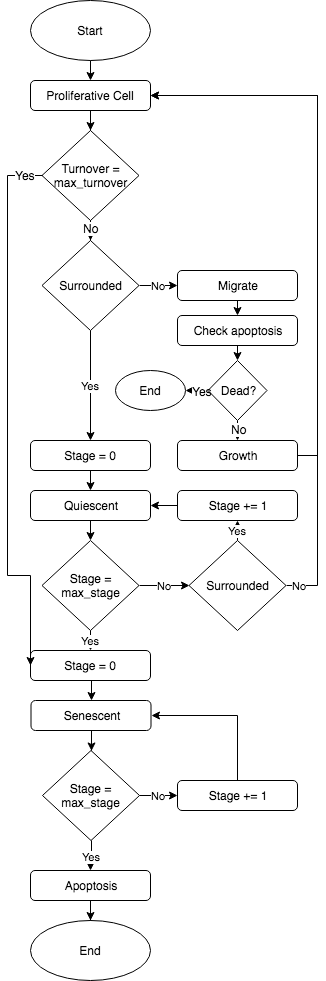 Start
Proliferative Cell
Turnover =
max_turnover
Yes
No
Surrounded
No
Migrate
Check apoptosis
Dead?
Yes
End
Yes
No
Stage = 0
Growth
Quiescent
Stage += 1
Yes
Stage =
max_stage
No
Surrounded
No
Yes
Stage = 0
Senescent
Stage =
max_stage
No
Stage += 1
Yes
Apoptosis
End